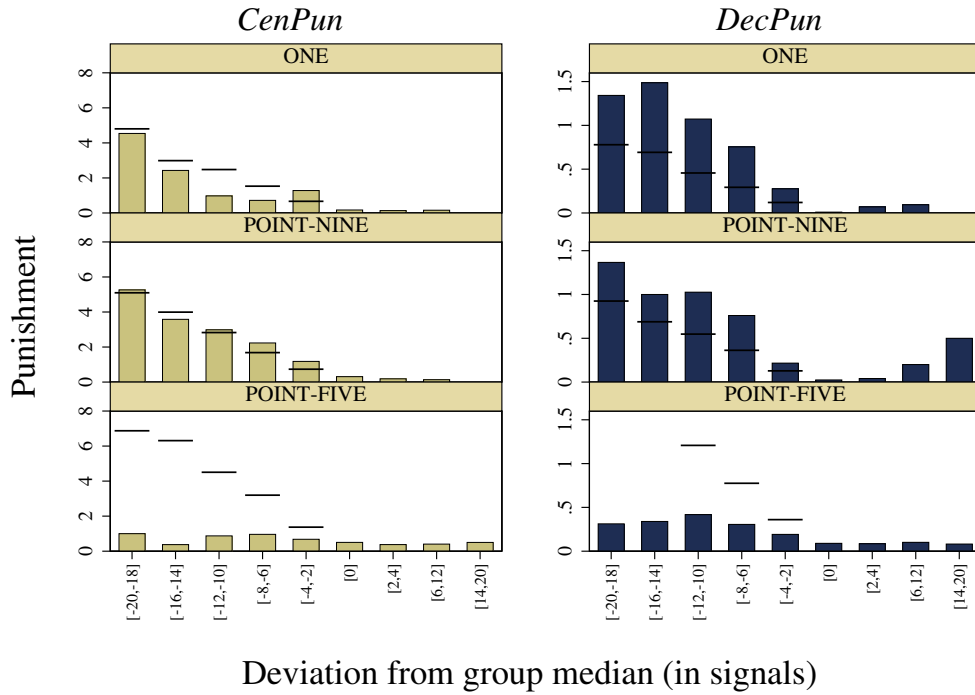 CenPun DecPun
ONE ONE
8 6 4 2 0
1.5 1 .5 0
POINT-NINE POINT-NINE
8 6 4 2 0
1.5 1 .5 0
POINT-FIVE POINT-FIVE
8 6 4 2 0
1.5 1 .5 0
Punishment
[-20,-18] [-16,-14] [-12,-10] [-8,-6] [-4,-2] [0] [2,4] [6,12] [14,20]
[-20,-18] [-16,-14] [-12,-10] [-8,-6] [-4,-2] [0] [2,4] [6,12] [14,20]
Deviation from group median (in signals)